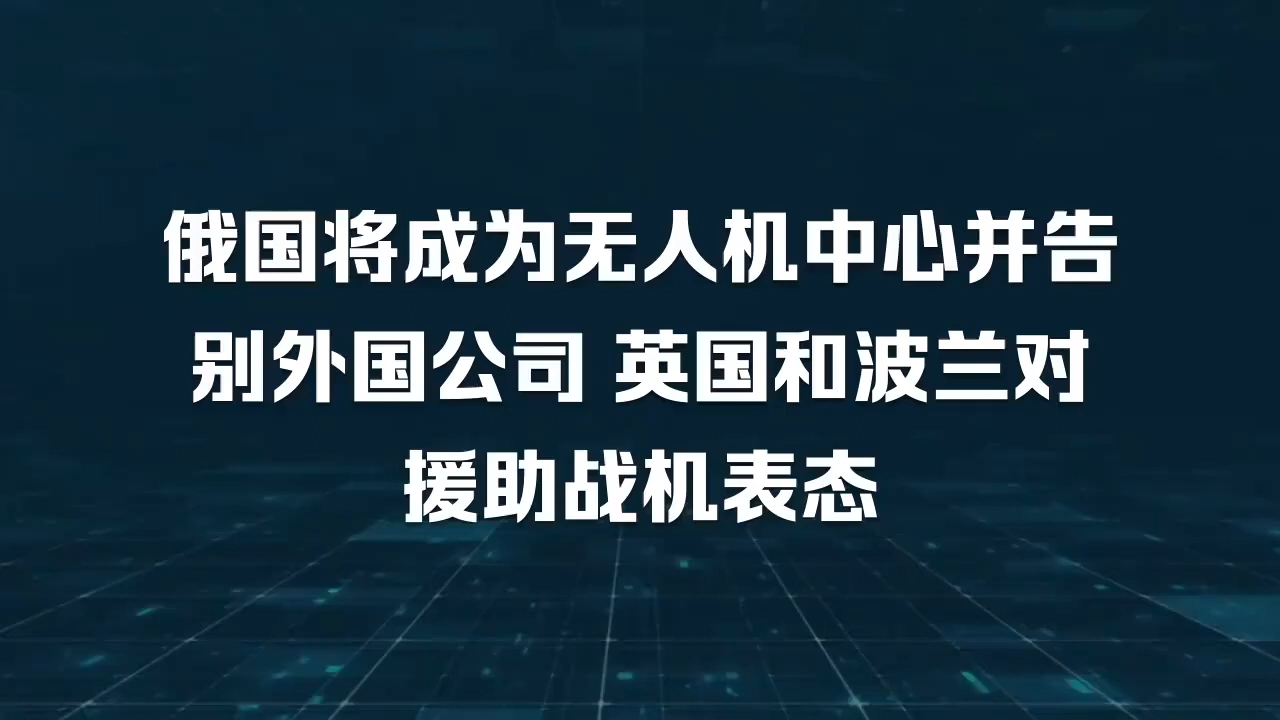 俄国将成为无人机中心并告
别外国公司 英国和波兰对
援助战机表态